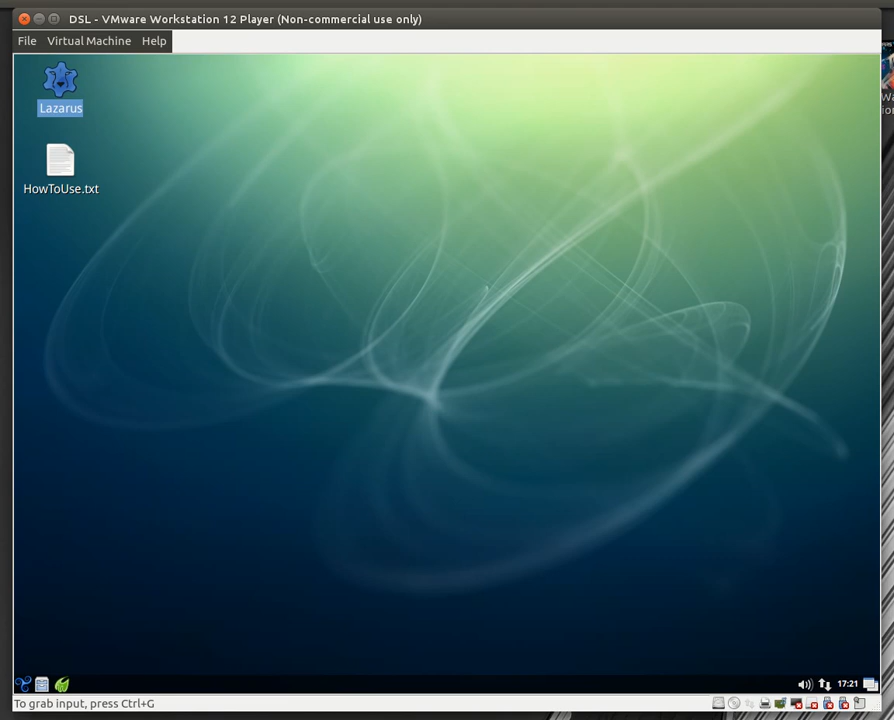 DSL - VMware Workstation 12 Player (Non-commercial use only)
File Virtual Machine Help
Lazarus
HowToUse.txt
17:21
To grab input, press Ctrl+G